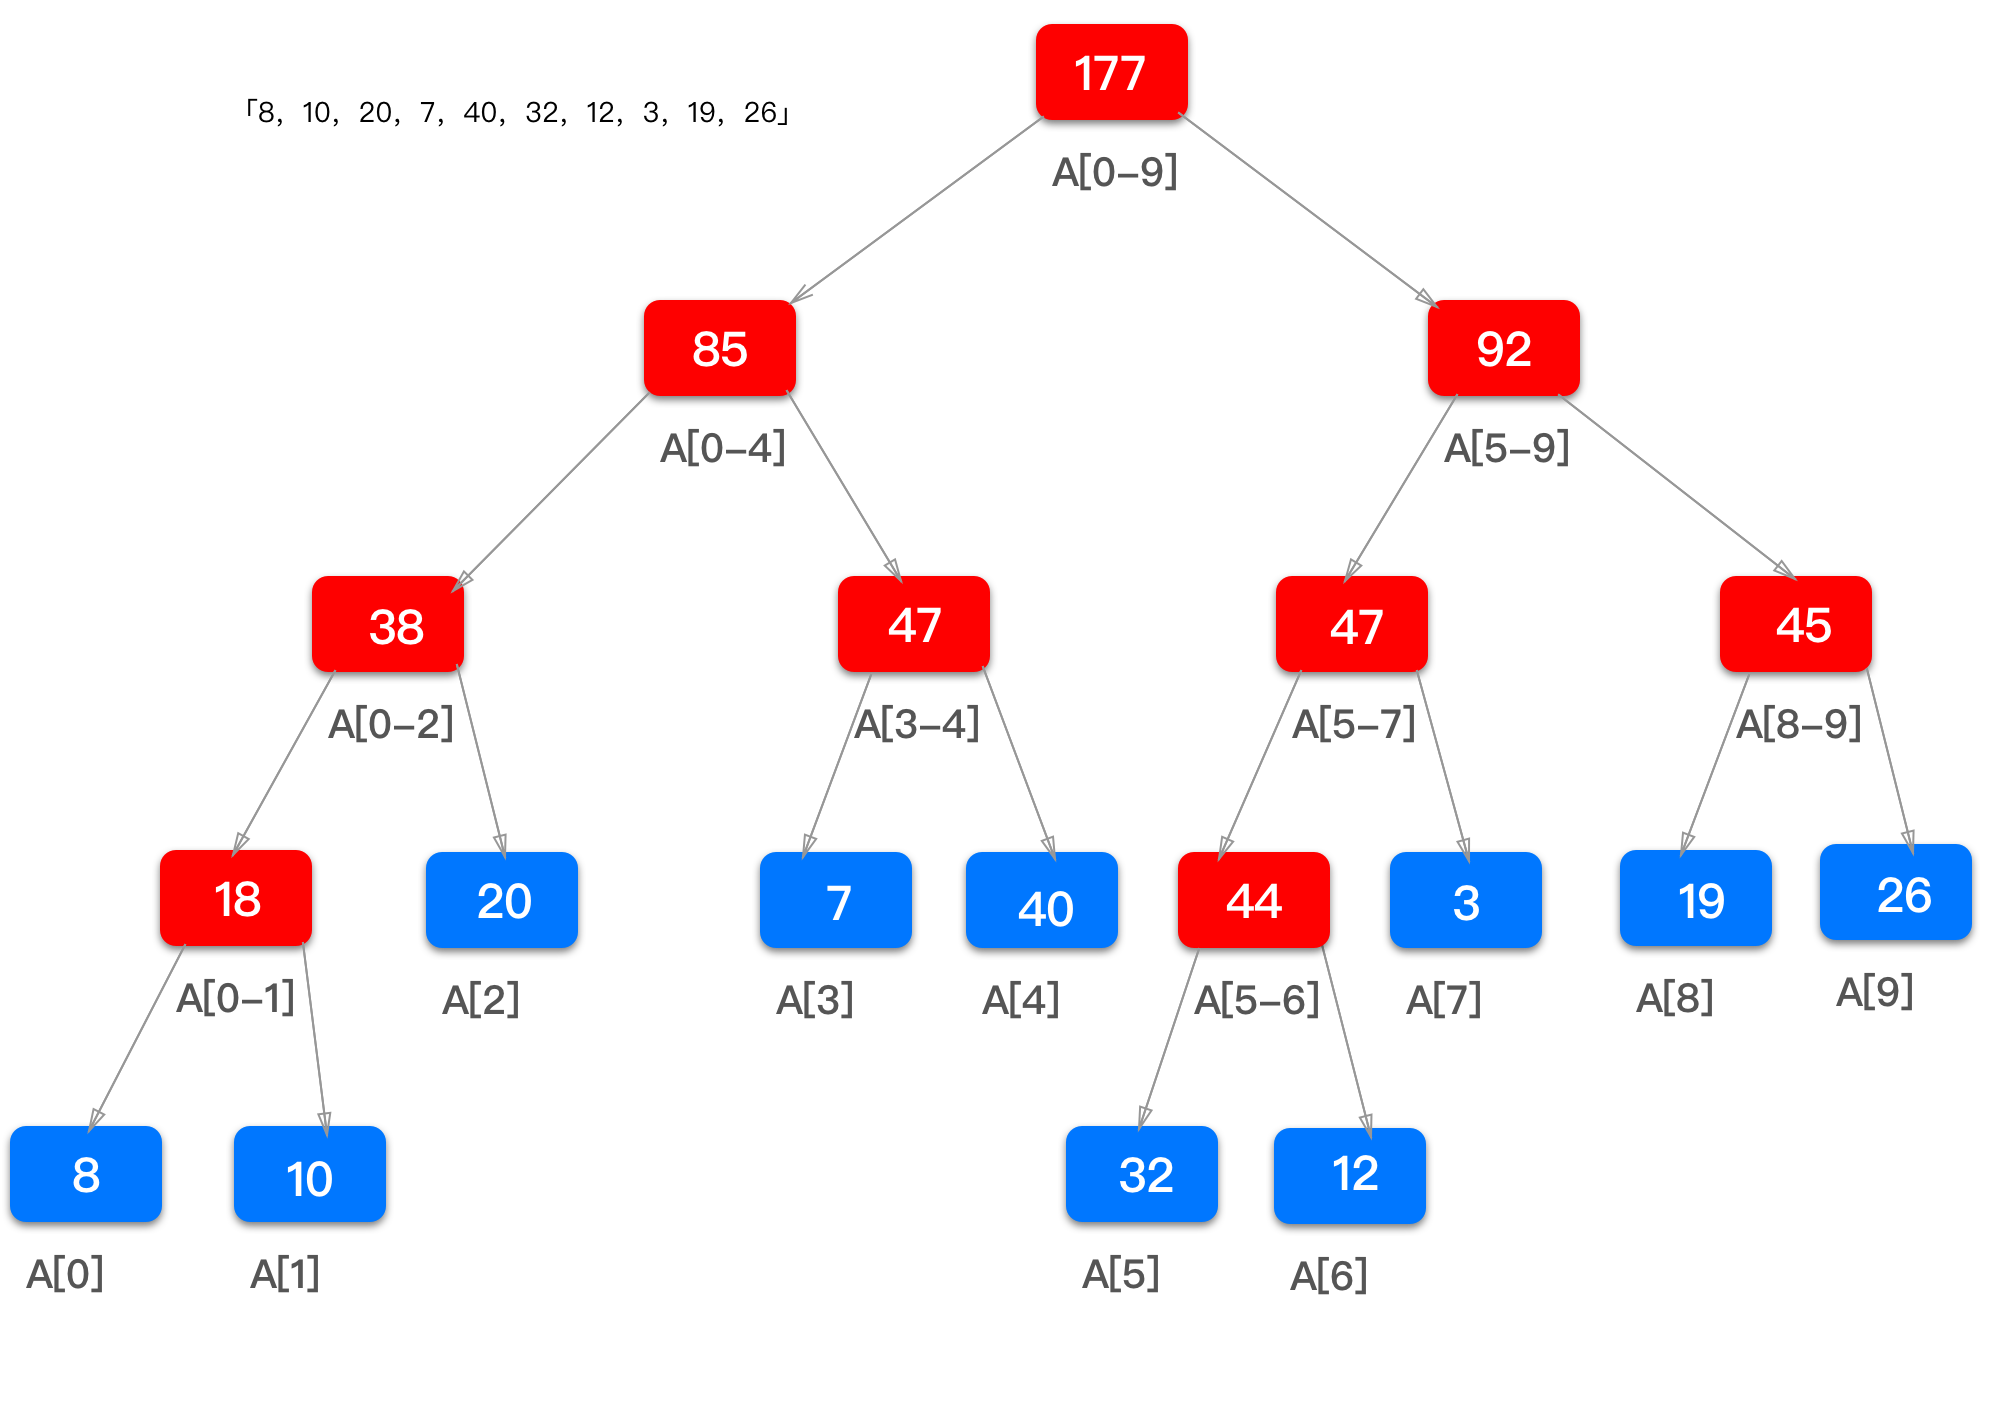 177
「8, 10, 20, 7, 40, 32, 12, 3, 19, 26」
A[0-9]
85
92
A[0-4]
A[5-9]
38
47
47
45
A[0-2]
A[3-4]
A[5-7]
A[8-9]
18
20
7
40
44
3
19
26
A[0-1]
A[2]
A[3]
A[4]
A[5-6]
A[7]
A[8]
A[9]
8
10
32
12
A[0]
A[1]
A[5]
A[6]